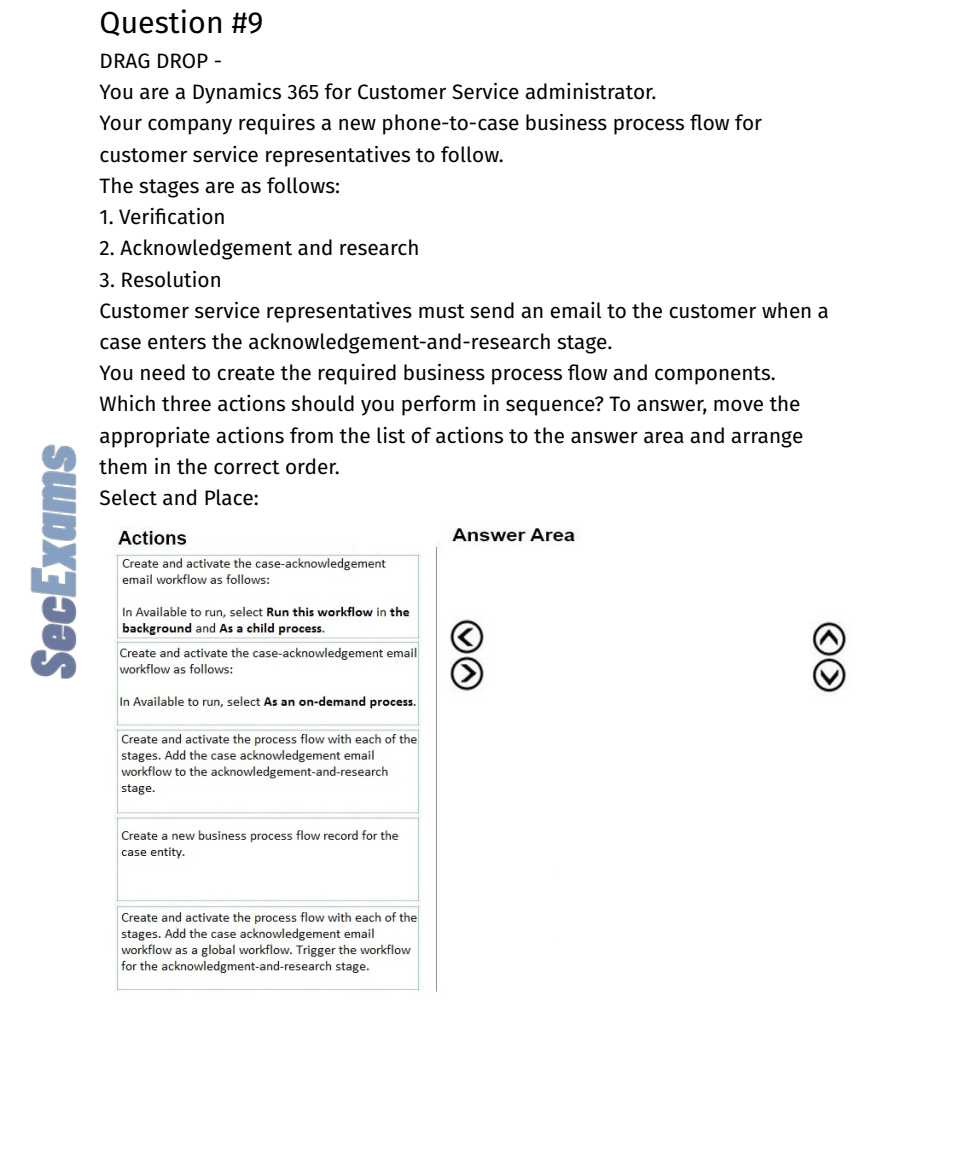 Question #9
DRAG DROP -
You are a Dynamics 365 for Customer Service administrator.
Your company requires a new phone-to-case business process flow for
customer service representatives to follow.
The stages are as follows:
1. Verification
2. Acknowledgement and research
3. Resolution
Customer service representatives must send an email to the customer when a
case enters the acknowledgement-and-research stage.
You need to create the required business process flow and components.
Which three actions should you perform in sequence? To answer, move the
appropriate actions from the list of actions to the answer area and arrange
them in the correct order.
Select and Place:
SecExams
Actions
Create and activate the case-acknowledgement
email workflow as follows:
In Available to run, select Run this workflow in the
background and As a child process.
Create and activate the case-acknowledgement email
workflow as follows:
In Available to run, select As an on-demand process.
Create and activate the process flow with each of the
stages. Add the case acknowledgement email
workflow to the acknowledgement-and-research
stage.
Create a new business process flow record for the
case entity.
Create and activate the process flow with each of the
stages. Add the case acknowledgement email
workflow as a global workflow. Trigger the workflow
for the acknowledgment-and-research stage.
Answer Area